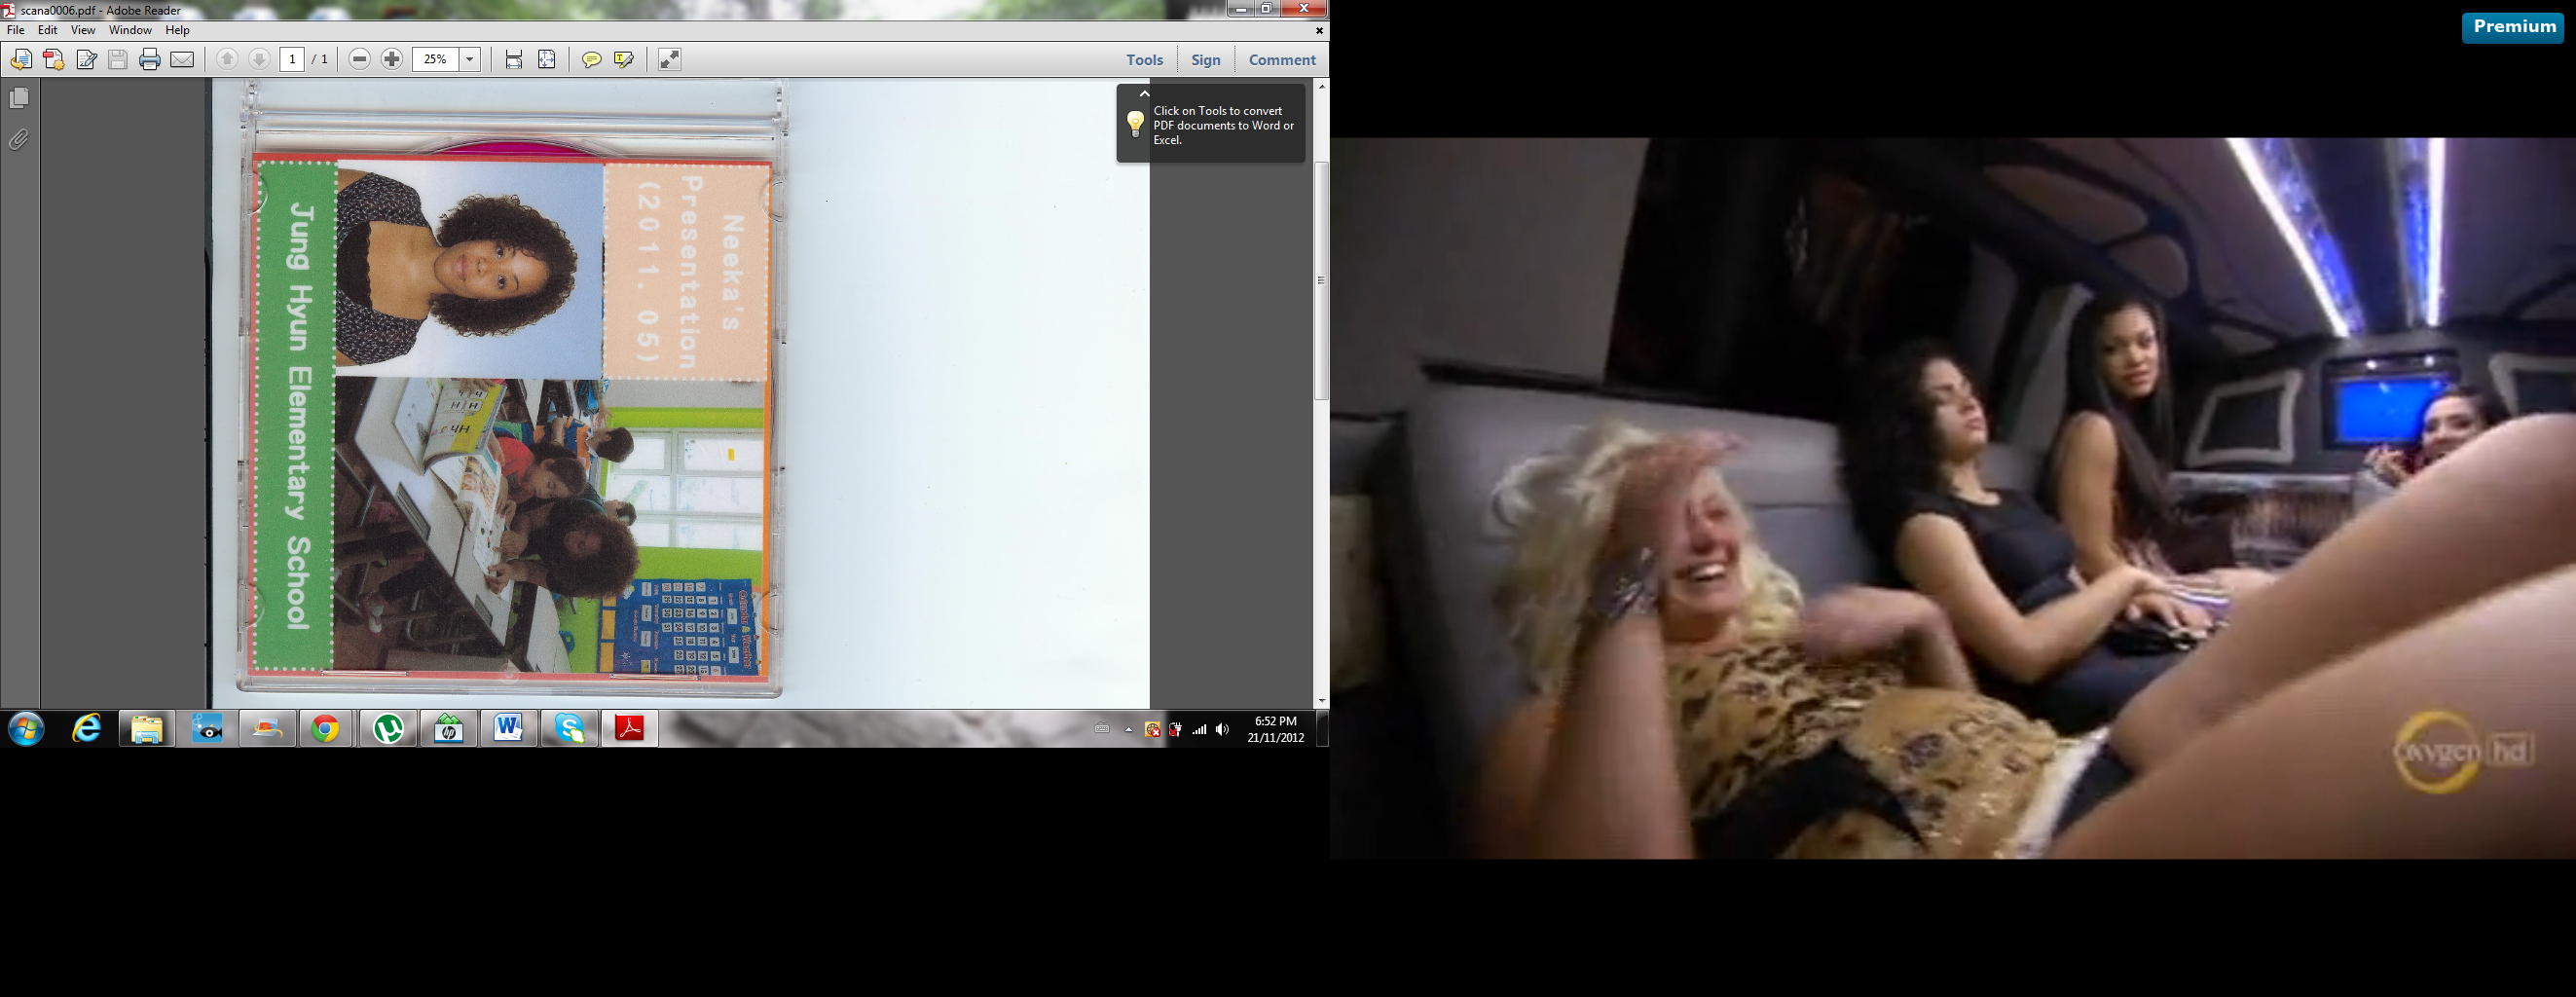 scana0006.pdf - Adobe Reader
File Edit View Window Help
1 / 1 25% Tools Sign Comment
Click on Tools to convert
PDF documents to Word or
Excel.
Neeka's
Presentation
(2011. 05)
Jung Hyun Elementary School
Calendar & Weather
6:52 PM
21/11/2012
Premium
oxygen hd